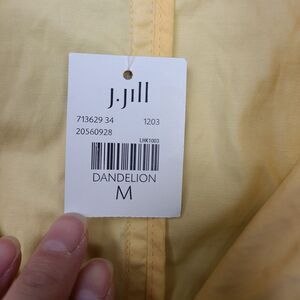 J.Jill
713629 34 1203
20560928
LHK1003
DANDELION
M